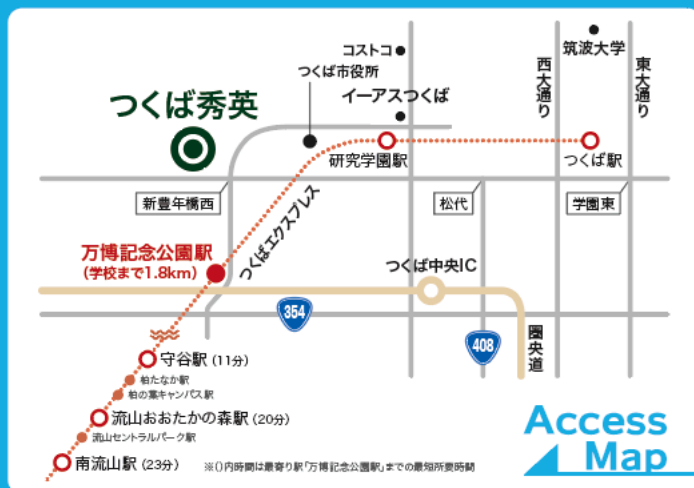 コストコ
つくば市役所
筑波大学
西大通り
東大通り
つくば秀英
イーアスつくば
研究学園駅
つくば駅
新豊年橋西
松代
学園東
つくばエクスプレス
万博記念公園駅
(学校まで1.8km)
つくば中央IC
354
408
圏央道
守谷駅 (11分)
柏たなか駅
柏の葉キャンパス駅
流山おおたかの森駅 (20分)
流山セントラルパーク駅
南流山駅 (23分)
※()内時間は最寄り駅「万博記念公園駅」までの最短所要時間
Access
Map